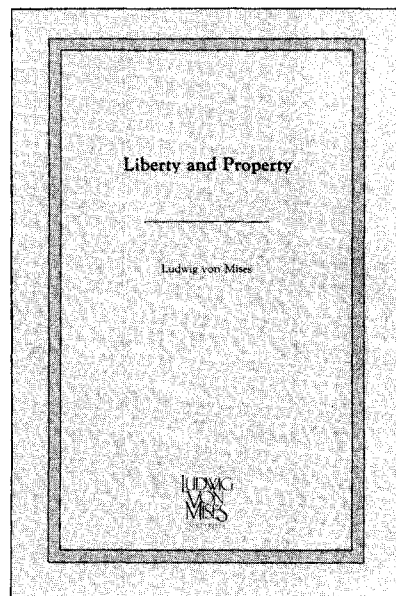 Liberty and Property
Ludwig von Mises
LUDWIG
VON
MISES